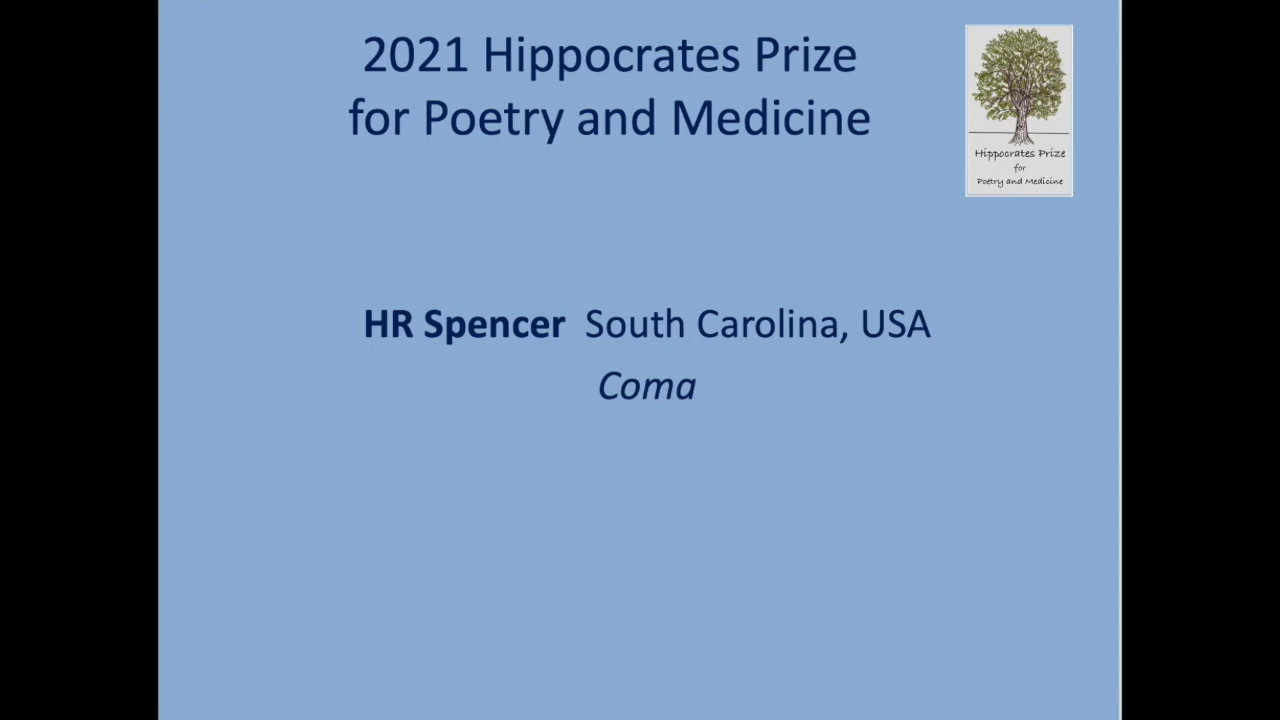 2021 Hippocrates Prize
for Poetry and Medicine
Hippocrates Prize
for
Poetry and Medicine
HR Spencer South Carolina, USA
Coma